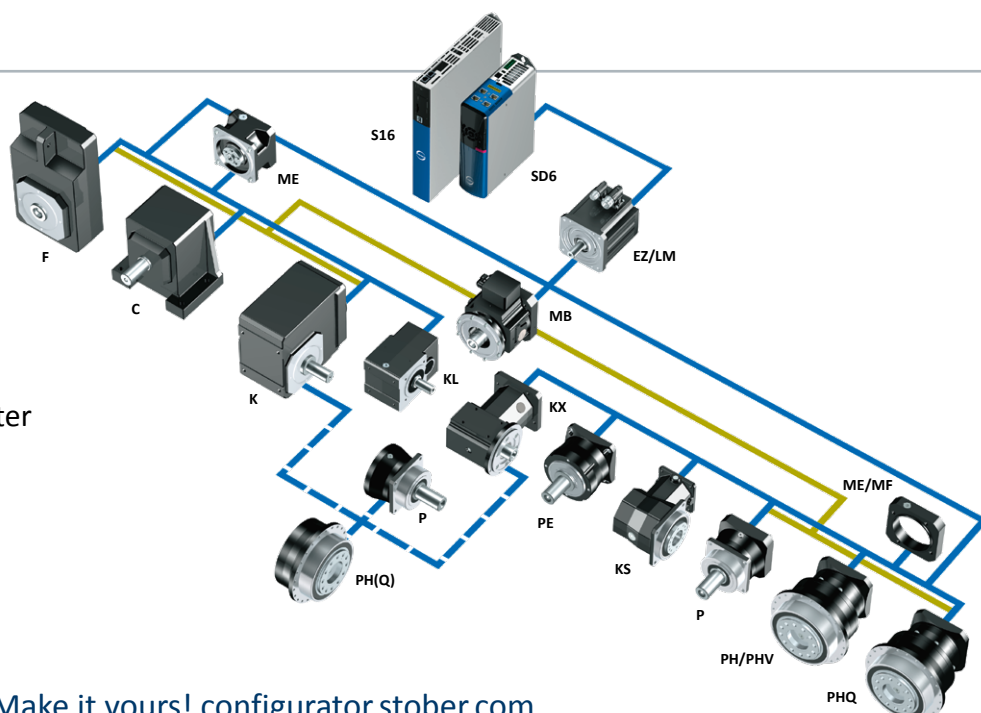 S16
SD6
ME
EZ/LM
F
C
MB
KL
K
KX
ter
ME/MF
P
PE
KS
PH(Q)
P
PH/PHV
PHQ
Make it yours! configurator.stober.com